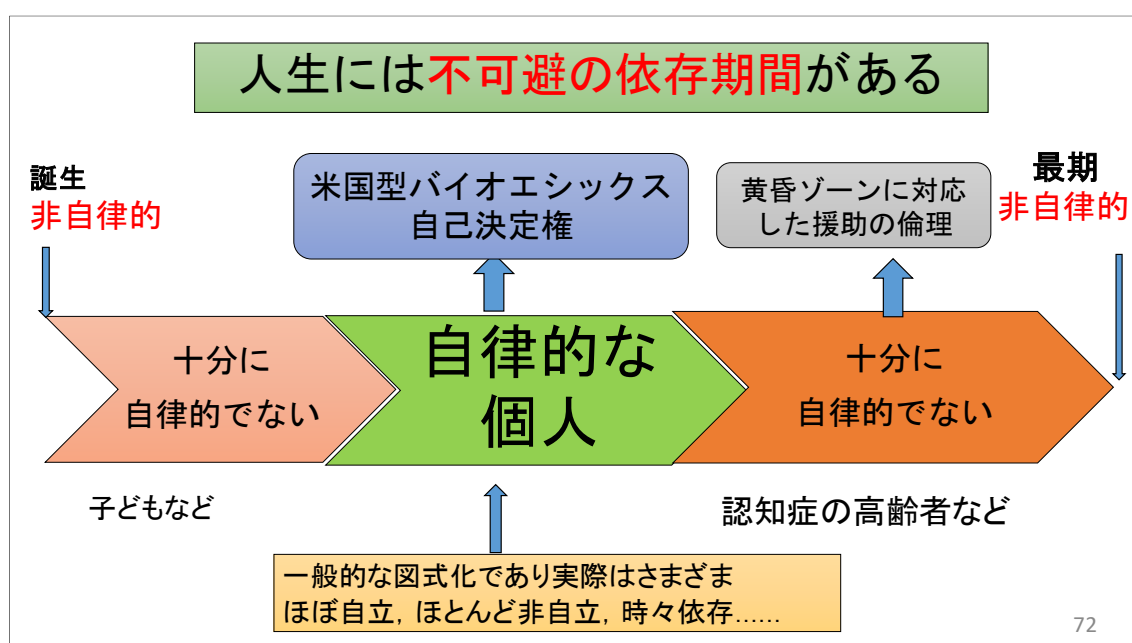 人生には不可避の依存期間がある
誕生
非自律的
米国型バイオエシックス
自己決定権
黄昏ゾーンに対応
した援助の倫理
最期
非自律的
十分に
自律的でない
自律的な
個人
十分に
自律的でない
子どもなど
認知症の高齢者など
一般的な図式化であり実際はさまざま
ほぼ自立，ほとんど非自立，時々依存……
72